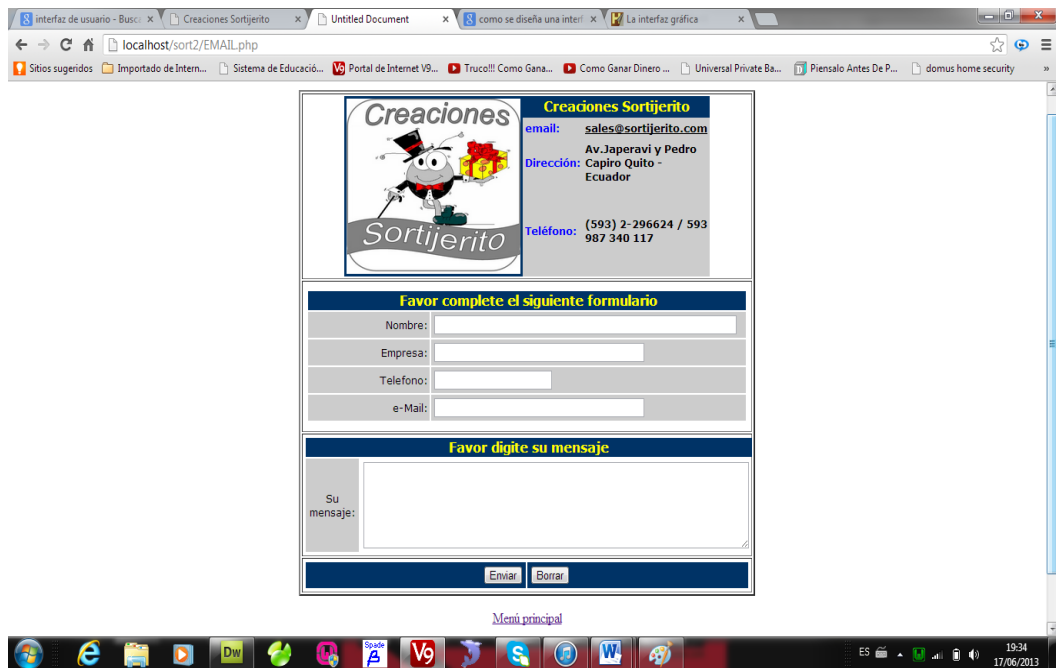 interfaz de usuario - Busc
Creaciones Sortijerito
Untitled Document
como se diseña una interf
La interfaz gráfica
localhost/sort2/EMAIL.php
Sitios sugeridos
Importado de Intern...
Sistema de Educació...
Portal de Internet V9...
Truco!!! Como Gana...
Como Ganar Dinero ...
Universal Private Ba...
Piensalo Antes De P...
domus home security
»
Creaciones
Sortijerito
Creaciones Sortijerito
email: sales@sortijerito.com
Dirección: Av.Japeravi y Pedro
Capiro Quito -
Ecuador
Teléfono: (593) 2-296624 / 593
987 340 117
Favor complete el siguiente formulario
Nombre:
Empresa:
Telefono:
e-Mail:
Favor digite su mensaje
Su
mensaje:
Enviar
Borrar
Menú principal
Dw
Spade
β
V9
S
W
ES
19:34
17/06/2013